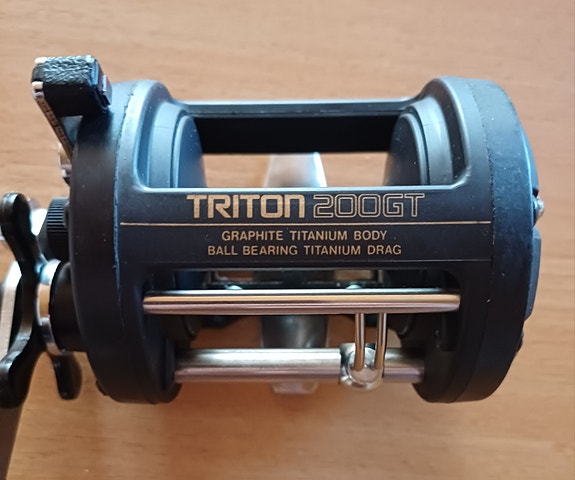 TRITON 200GT
GRAPHITE TITANIUM BODY
BALL BEARING TITANIUM DRAG